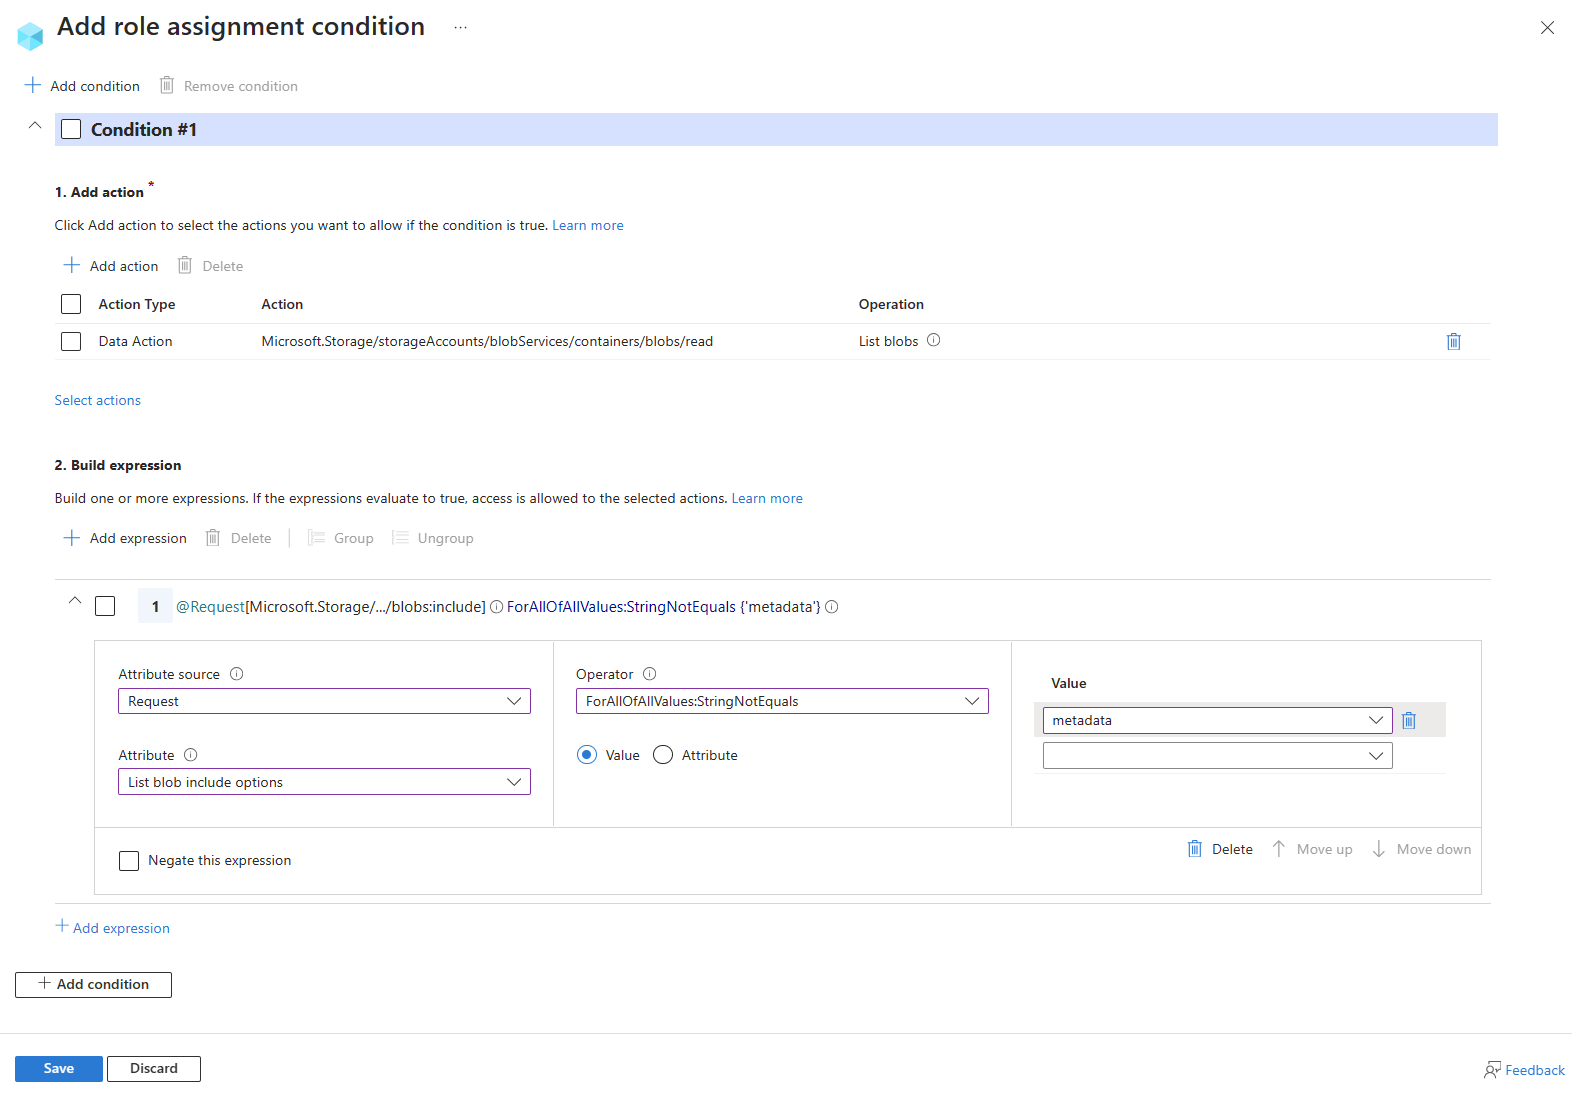 Add role assignment condition ...
Add condition Remove condition
Condition #1
1. Add action *
Click Add action to select the actions you want to allow if the condition is true. Learn more
Add action Delete
Action Type Action Operation
Data Action Microsoft.Storage/storageAccounts/blobServices/containers/blobs/read List blobs
Select actions
2. Build expression
Build one or more expressions. If the expressions evaluate to true, access is allowed to the selected actions. Learn more
Add expression Delete Group Ungroup
1 @Request[Microsoft.Storage/.../blobs:include] ForAllOfAllValues:StringNotEquals {'metadata'}
Attribute source
Request
Attribute
List blob include options
Operator
ForAllOfAllValues:StringNotEquals
Value Attribute
Value
metadata
Negate this expression
Delete Move up Move down
Add expression
Add condition
Save Discard
Feedback